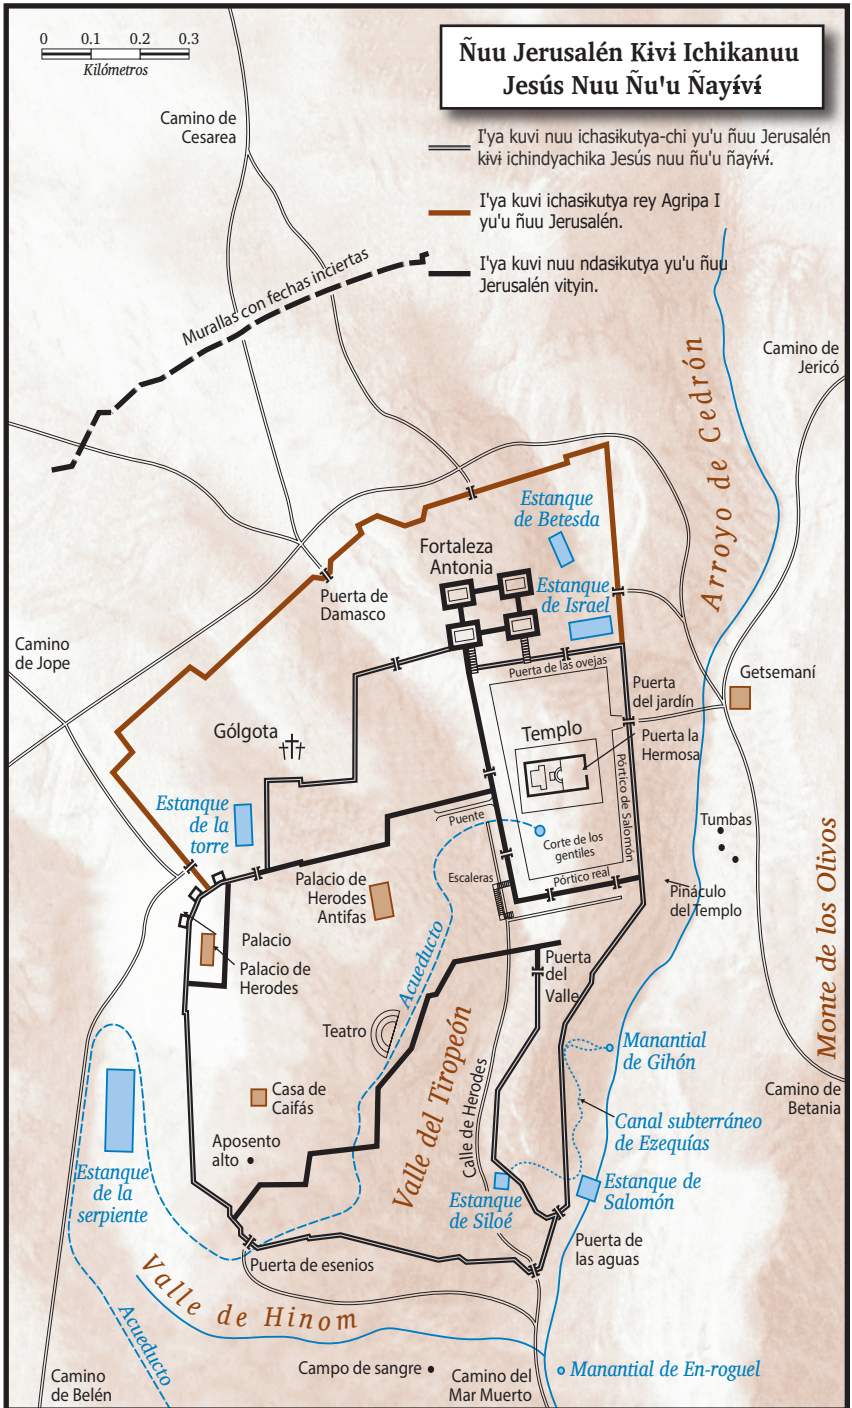 0 0.1 0.2 0.3
Kilómetros
Ñuu Jerusalén Kɨvɨ Ichikanuu
Jesús Nuu Ñu'u Ñayɨ́vɨ́
I'ya kuvi nuu ichasɨkutya-chi yu'u ñuu Jerusalén
kɨvɨ ichindyachika Jesús nuu ñu'u ñayɨ́vɨ́.
I'ya kuvi ichasɨkutya rey Agripa I
yu'u ñuu Jerusalén.
I'ya kuvi nuu ndasɨkutya yu'u ñuu
Jerusalén vityin.
Camino de
Cesarea
Murallas con fechas inciertas
Camino de
Jericó
Arroyo de Cedrón
Estanque
de Betesda
Fortaleza
Antonia
Estanque
de Israel
Puerta de
Damasco
Camino
de Jope
Puerta de las ovejas
Getsemaní
Puerta
del jardín
Gólgota
Templo
Puerta la
Hermosa
Pórtico de Salomón
Estanque
de la
torre
Puente
Tumbas
Corte de los
gentiles
Palacio de
Herodes
Antifas
Escaleras
Pórtico real
Pináculo
del Templo
Monte de los Olivos
Palacio
Palacio de
Herodes
Acueducto
Puerta
del
Valle
Teatro
Valle del Tiropeón
Calle de Herodes
Manantial
de Gihón
Casa de
Caifás
Camino de
Betania
Canal subterráneo
de Ezequías
Aposento
alto
Estanque
de la
serpiente
Estanque
de Siloé
Estanque de
Salomón
Puerta de
las aguas
Puerta de esenios
Valle de Hinom
Acueducto
Camino
de Belén
Campo de sangre
Camino del
Mar Muerto
Manantial de En-roguel